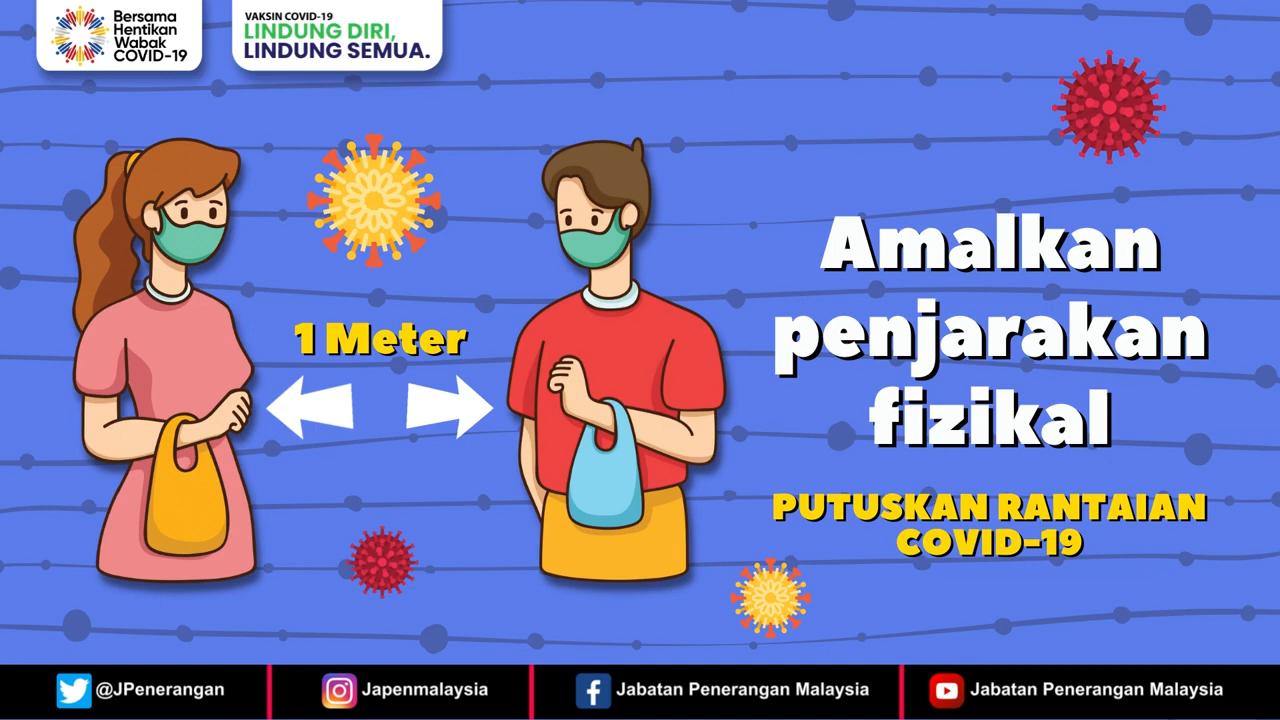 Bersama
Hentikan
Wabak
COVID-19
VAKSIN COVID-19
LINDUNG DIRI,
LINDUNG SEMUA.
1 Meter
Amalkan
penjarakan
fizikal
PUTUSKAN RANTAIAN
COVID-19
@JPenerangan
Japenmalaysia
Jabatan Penerangan Malaysia
Jabatan Penerangan Malaysia